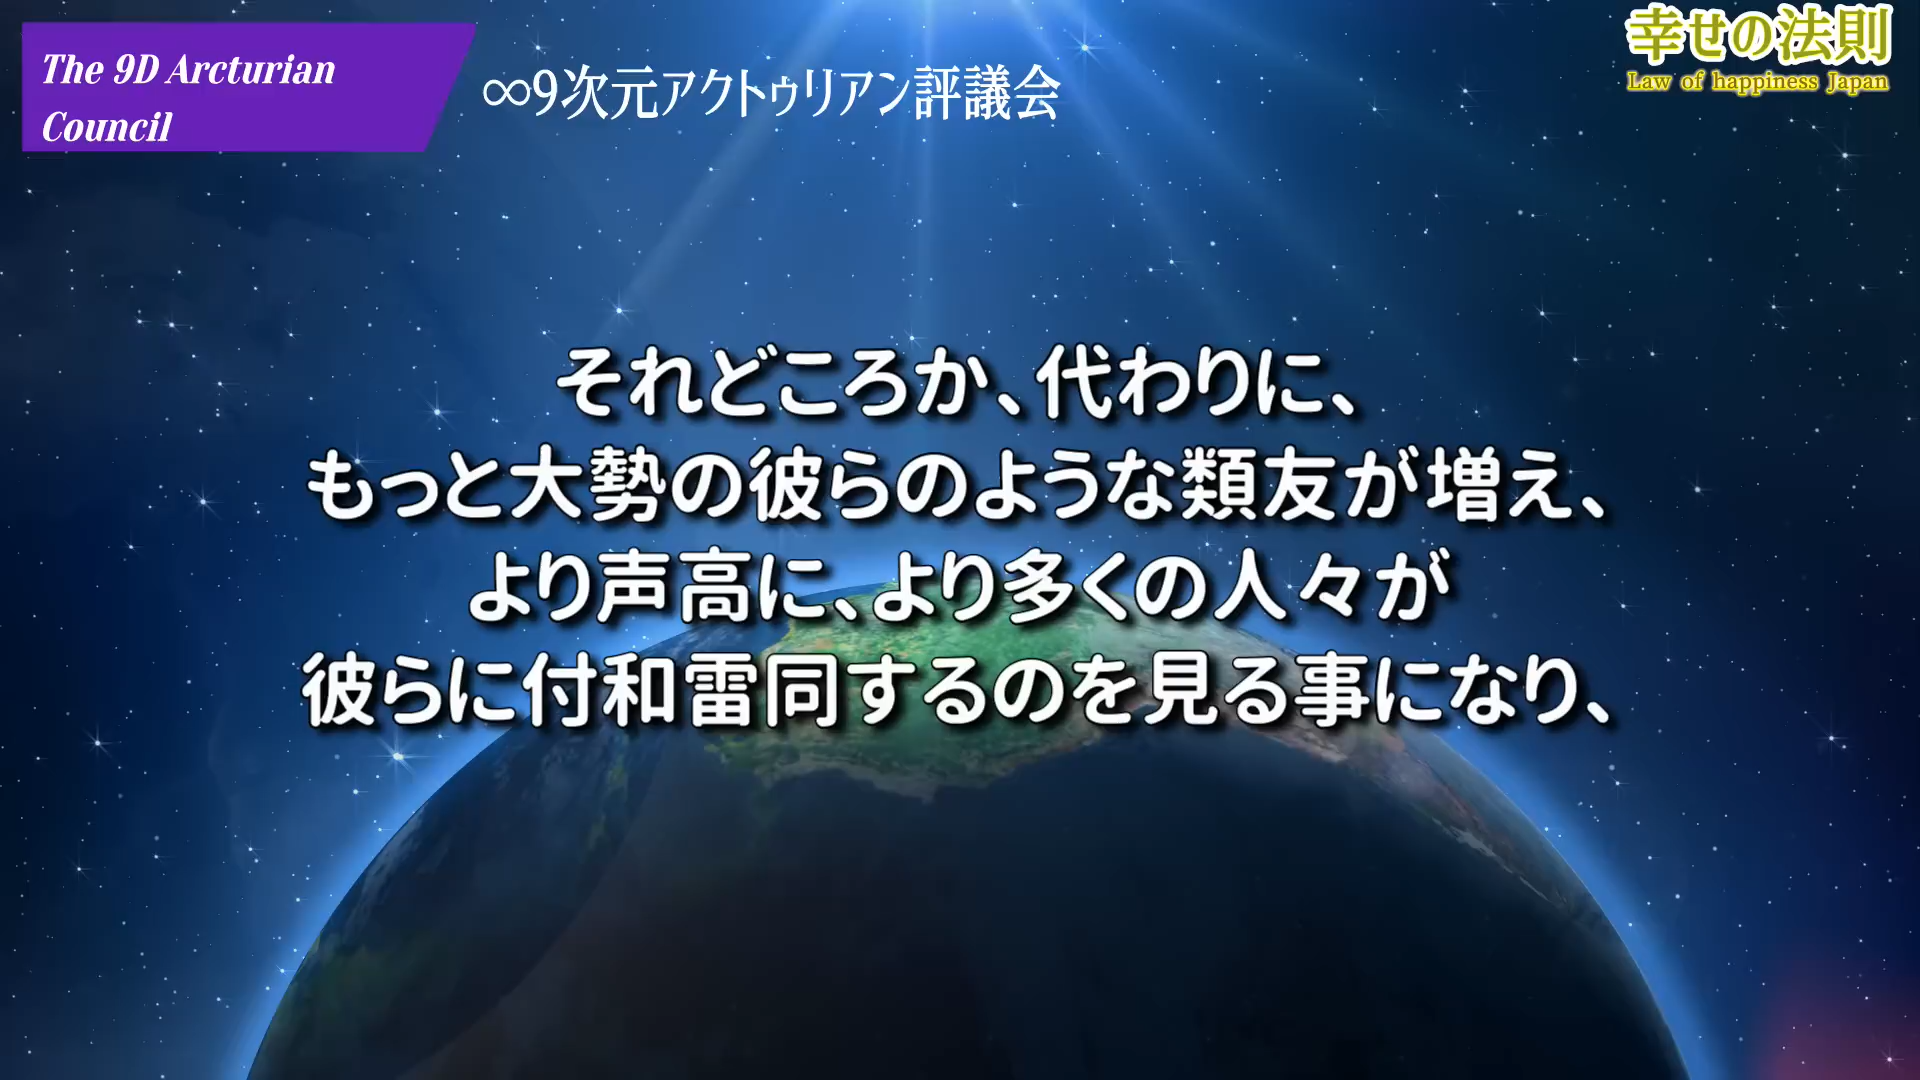 The 9D Arcturian
Council
∞9次元アクトゥリアン評議会
幸せの法則
Law of happiness Japan
それどころか、代わりに、
もっと大勢の彼らのような類友が増え、
より声高に、より多くの人々が
彼らに付和雷同するのを見る事になり、